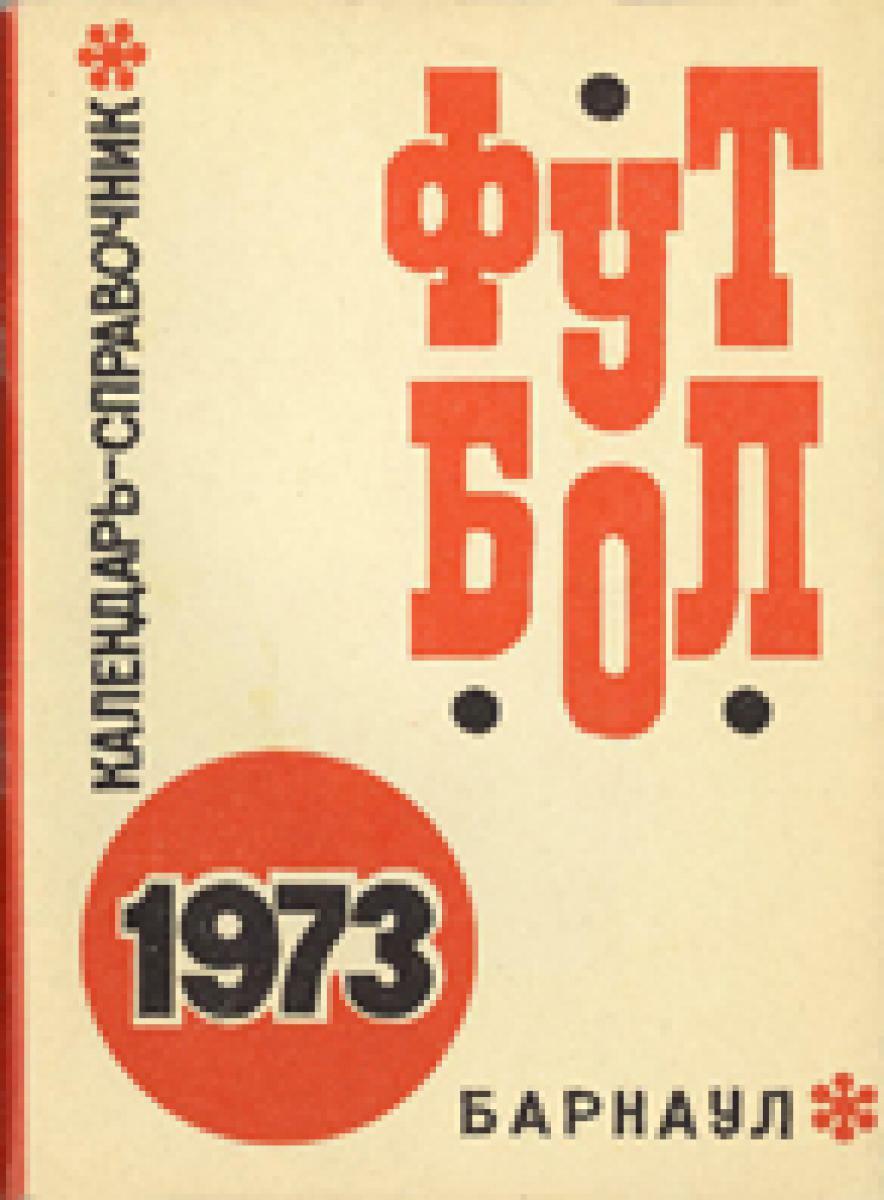 КАЛЕНДАРЬ-СПРАВОЧНИК
ФУТ
БОЛ
1973
БАРНАУЛ